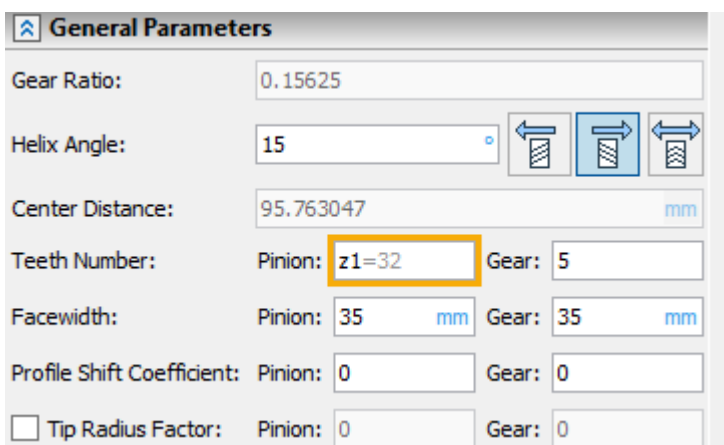 General Parameters
Gear Ratio: 0.15625
Helix Angle: 15 °
Center Distance: 95.763047 mm
Teeth Number: Pinion: z1=32 Gear: 5
Facewidth: Pinion: 35 mm Gear: 35 mm
Profile Shift Coefficient: Pinion: 0 Gear: 0
Tip Radius Factor: Pinion: 0 Gear: 0